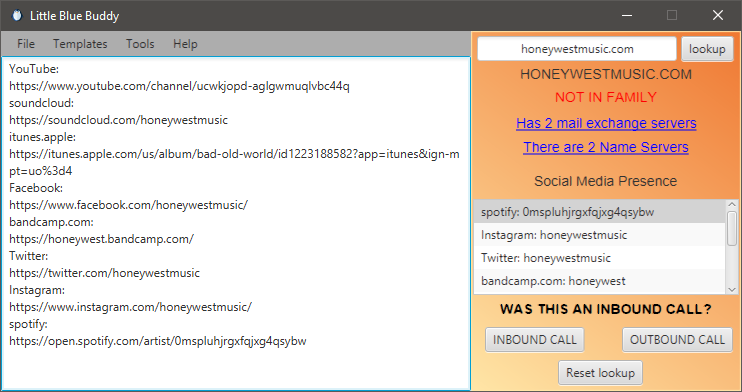 Little Blue Buddy
File Templates Tools Help
YouTube:
https://www.youtube.com/channel/ucwkjopd-aglgwmuqlvbc44q
soundcloud:
https://soundcloud.com/honeywestmusic
itunes.apple:
https://itunes.apple.com/us/album/bad-old-world/id1223188582?app=itunes&ign-m
pt=uo%3d4
Facebook:
https://www.facebook.com/honeywestmusic/
bandcamp.com:
https://honeywest.bandcamp.com/
Twitter:
https://twitter.com/honeywestmusic
Instagram:
https://www.instagram.com/honeywestmusic/
spotify:
https://open.spotify.com/artist/0mspluhjrgxfqjxg4qsybw
honeywestmusic.com lookup
HONEYWESTMUSIC.COM
NOT IN FAMILY
Has 2 mail exchange servers
There are 2 Name Servers
Social Media Presence
spotify: 0mspluhjrgxfqjxg4qsybw
Instagram: honeywestmusic
Twitter: honeywestmusic
bandcamp.com: honeywest
WAS THIS AN INBOUND CALL?
INBOUND CALL OUTBOUND CALL
Reset lookup